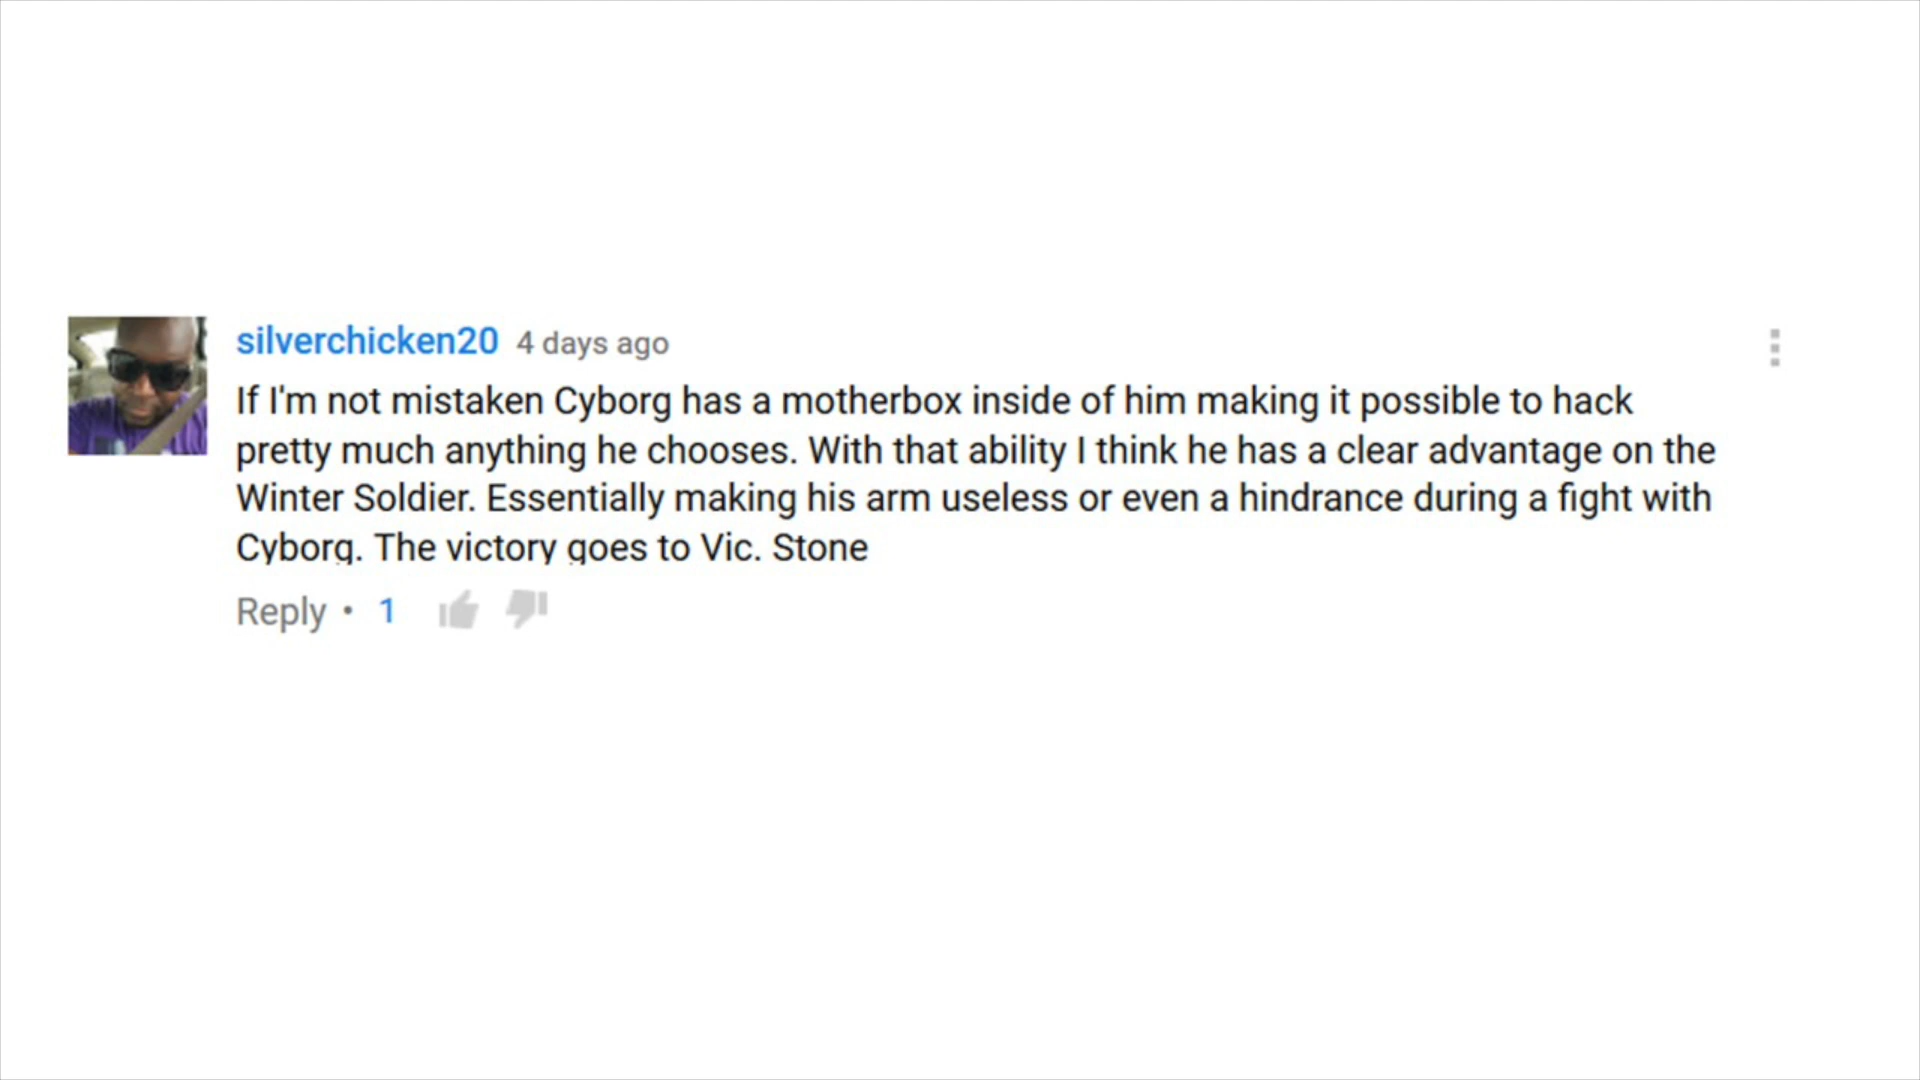 silverchicken20 4 days ago
If I'm not mistaken Cyborg has a motherbox inside of him making it possible to hack
pretty much anything he chooses. With that ability I think he has a clear advantage on the
Winter Soldier. Essentially making his arm useless or even a hindrance during a fight with
Cyborg. The victory goes to Vic. Stone
Reply • 1